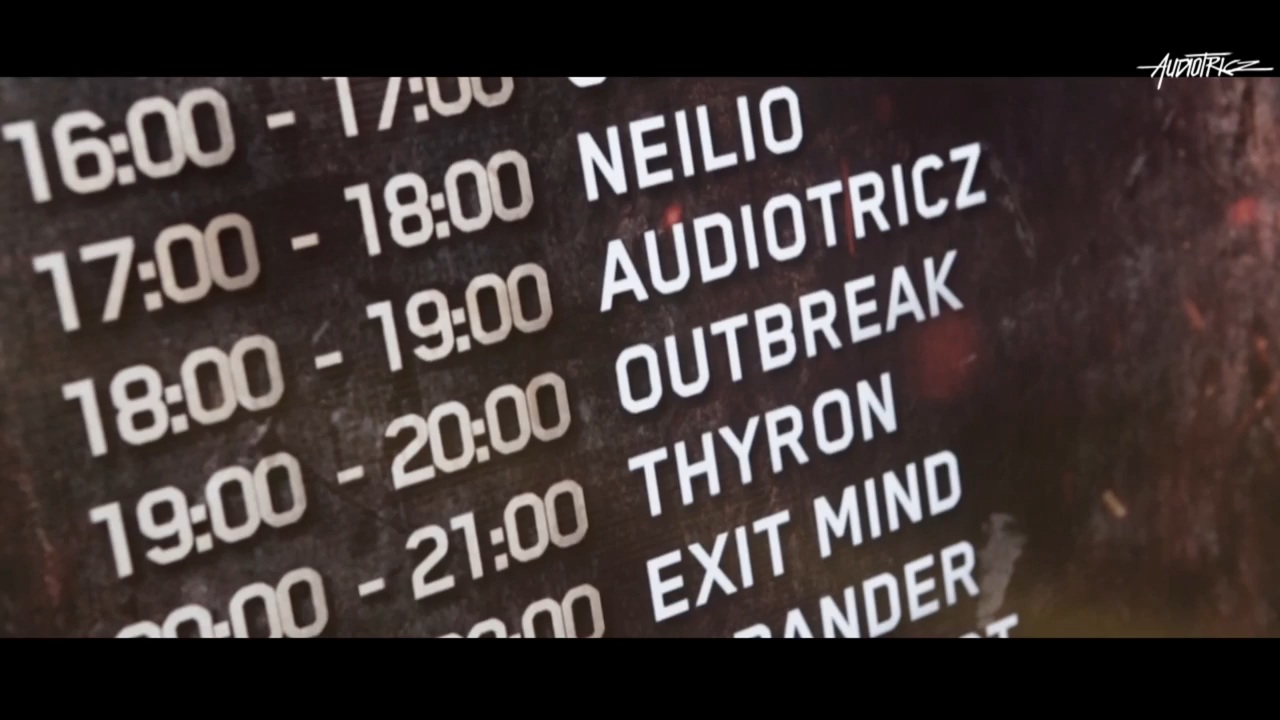 AUDIOTRICZ
16:00 - 17:00
17:00 - 18:00 NEILIO
18:00 - 19:00 AUDIOTRICZ
19:00 - 20:00 OUTBREAK
20:00 - 21:00 THYRON
EXIT MIND